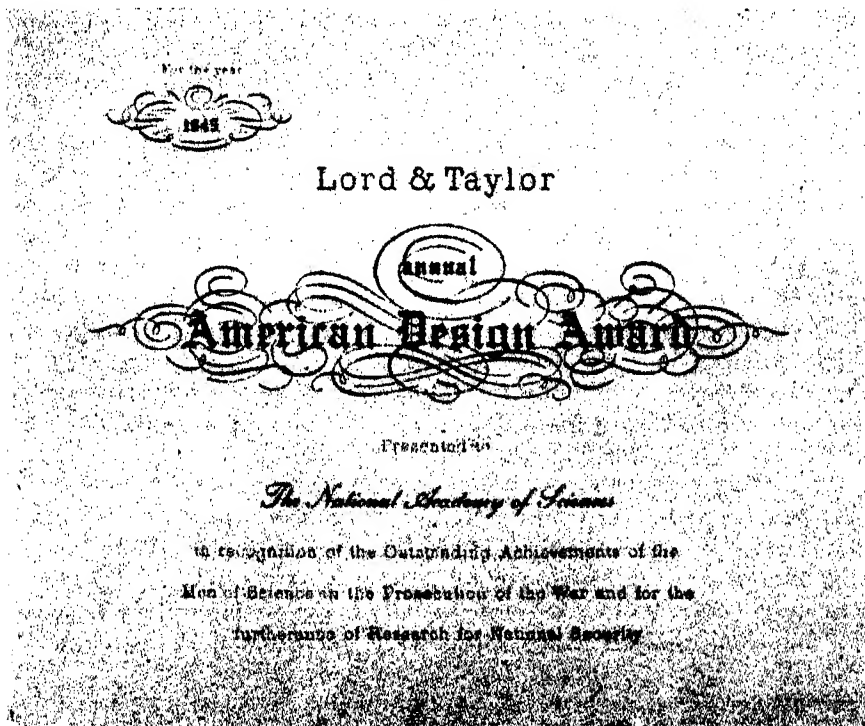 For the year
1945
Lord & Taylor
annual
American Design Award
Presented to
The National Academy of Sciences
in recognition of the Outstanding Achievements of the
Men of Science in the Prosecution of the War and for the
furtherance of Research for National Security